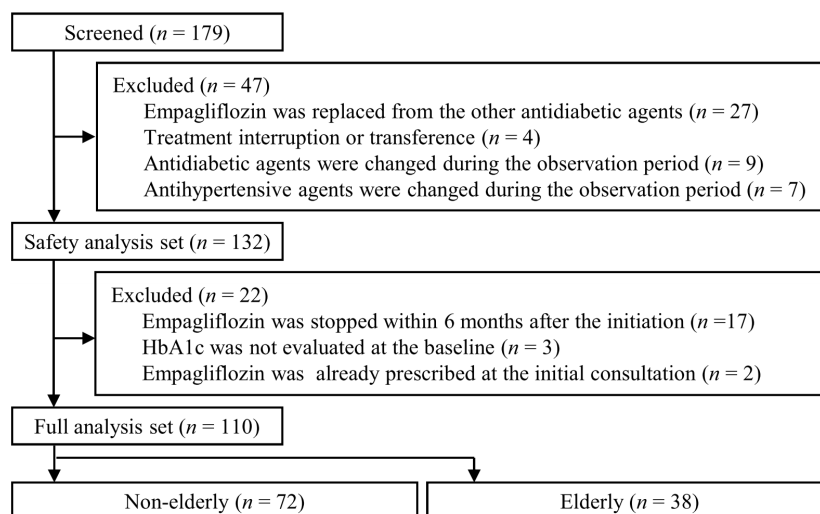 Screened (n = 179)
Excluded (n = 47)
Empagliflozin was replaced from the other antidiabetic agents (n = 27)
Treatment interruption or transference (n = 4)
Antidiabetic agents were changed during the observation period (n = 9)
Antihypertensive agents were changed during the observation period (n = 7)
Safety analysis set (n = 132)
Excluded (n = 22)
Empagliflozin was stopped within 6 months after the initiation (n =17)
HbA1c was not evaluated at the baseline (n = 3)
Empagliflozin was  already prescribed at the initial consultation (n = 2)
Full analysis set (n = 110)
Non-elderly (n = 72)
Elderly (n = 38)